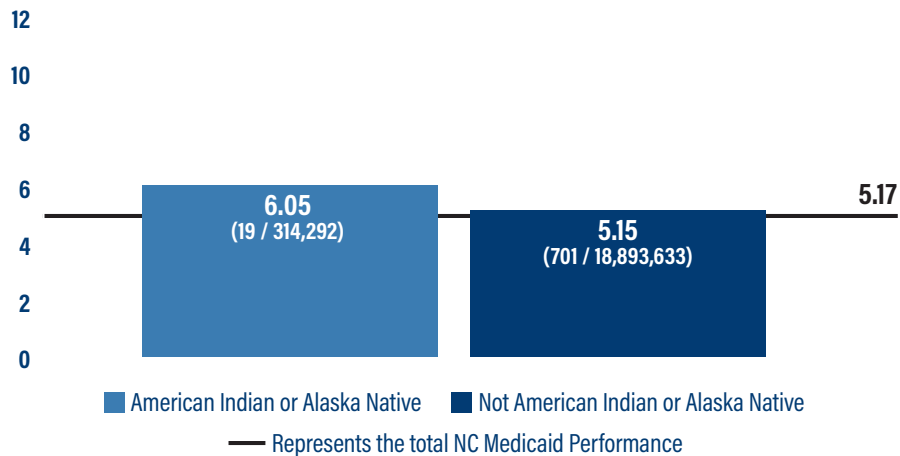 12
10
8
6
4
2
0
5.17
6.05
(19 / 314,292)
5.15
(701 / 18,893,633)
American Indian or Alaska Native
Not American Indian or Alaska Native
Represents the total NC Medicaid Performance